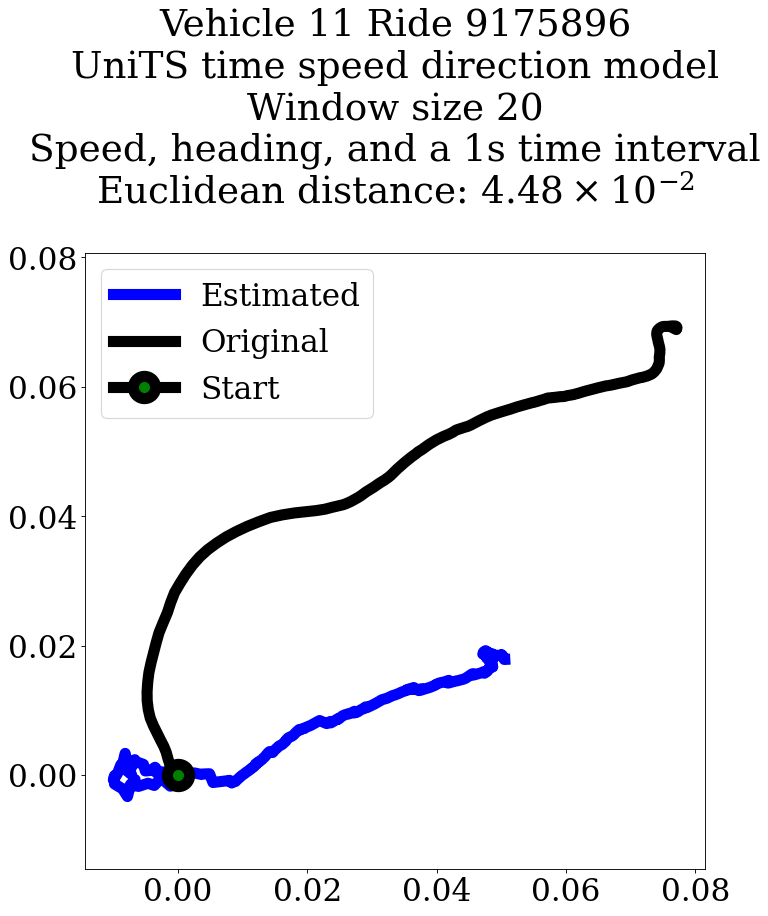 Vehicle 11 Ride 9175896
UniTS time speed direction model
Window size 20
Speed, heading, and a 1s time interval
Euclidean distance: 4.48 × 10⁻²
0.08
0.06
0.04
0.02
0.00
Estimated
Original
Start
0.00 0.02 0.04 0.06 0.08